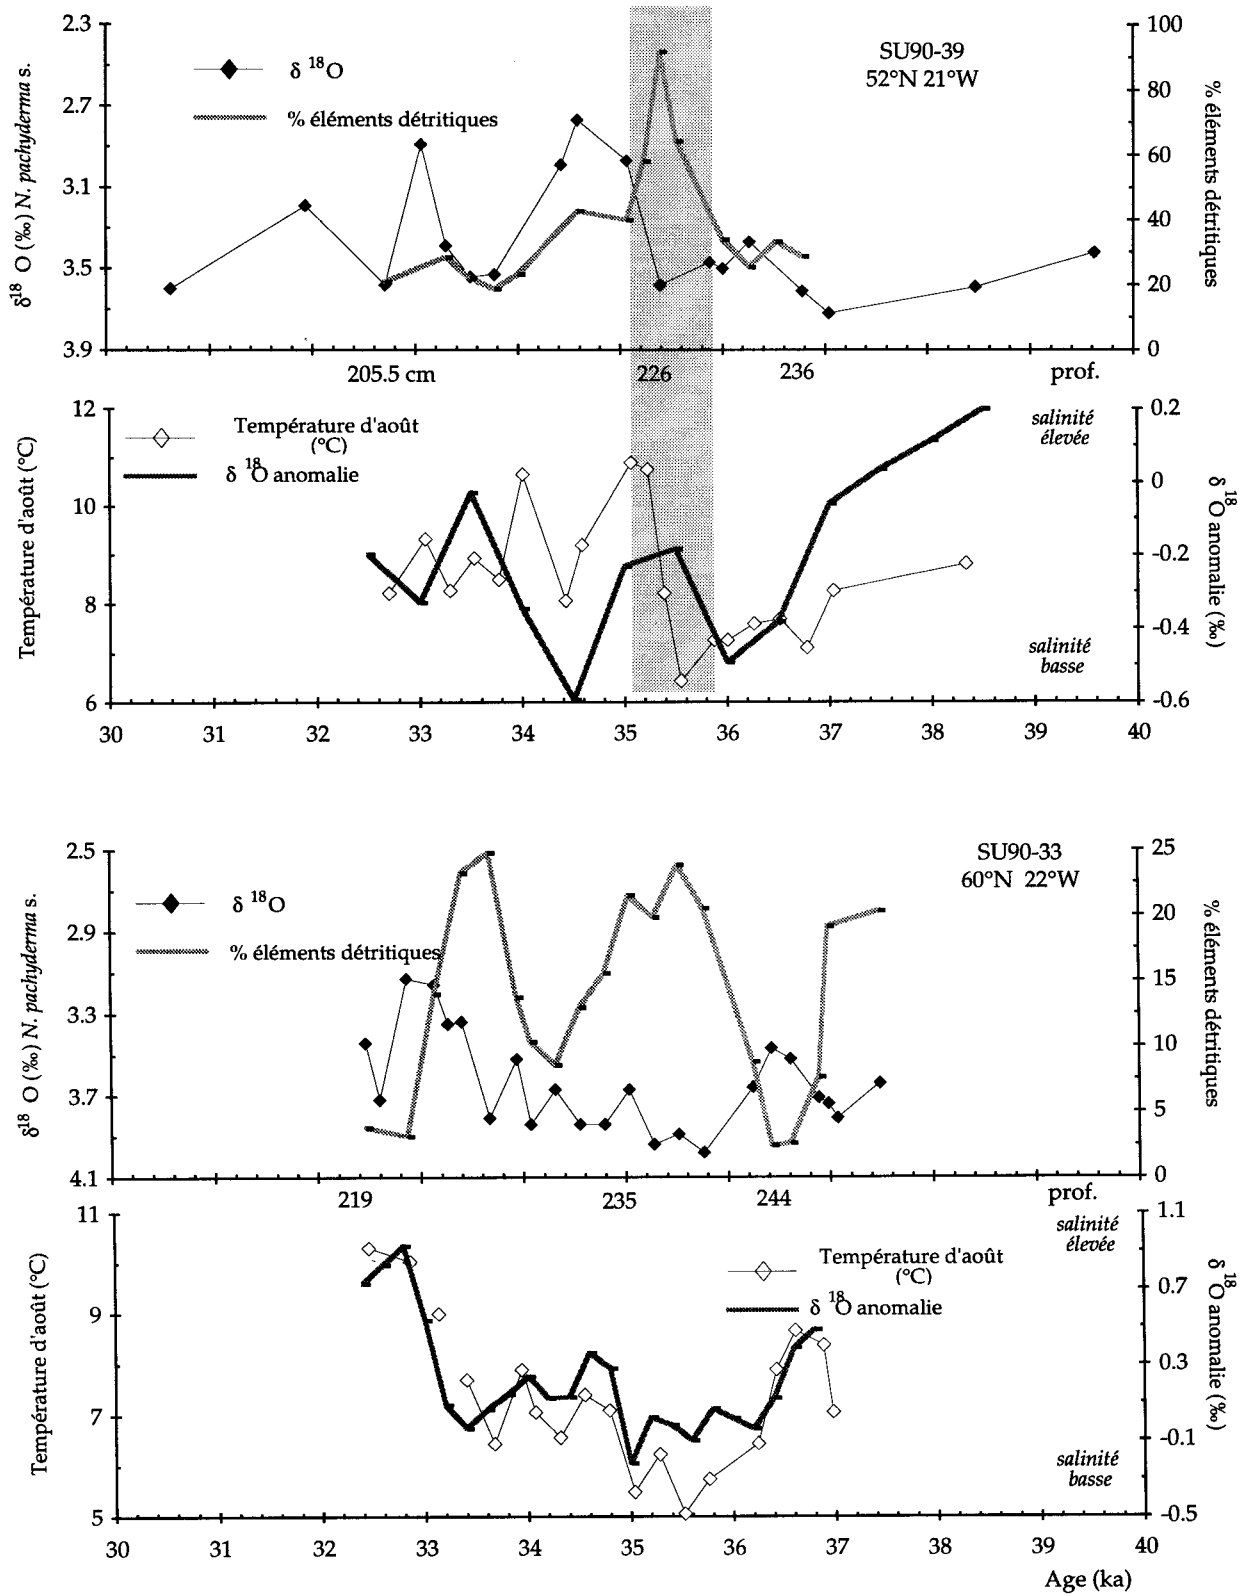 SU90-39
52°N 21°W
δ 18O
% éléments détritiques
δ18 O (‰) N. pachyderma s.
% éléments détritiques
2.3
2.7
3.1
3.5
3.9
100
80
60
40
20
0
205.5 cm 226 236 prof.
Température d'août
(°C)
δ 18O anomalie
salinité
élevée
salinité
basse
Température d'août (°C)
δ 18O anomalie (‰)
12
10
8
6
0.2
0
-0.2
-0.4
-0.6
30 31 32 33 34 35 36 37 38 39 40
SU90-33
60°N 22°W
δ 18O
% éléments détritiques
δ18 O (‰) N. pachyderma s.
% éléments détritiques
2.5
2.9
3.3
3.7
4.1
25
20
15
10
5
0
219 235 244 prof.
salinité
élevée
Température d'août
(°C)
δ 18O anomalie
salinité
basse
Température d'août (°C)
δ 18O anomalie (‰)
11
9
7
5
1.1
0.7
0.3
-0.1
-0.5
30 31 32 33 34 35 36 37 38 39 40
Age (ka)